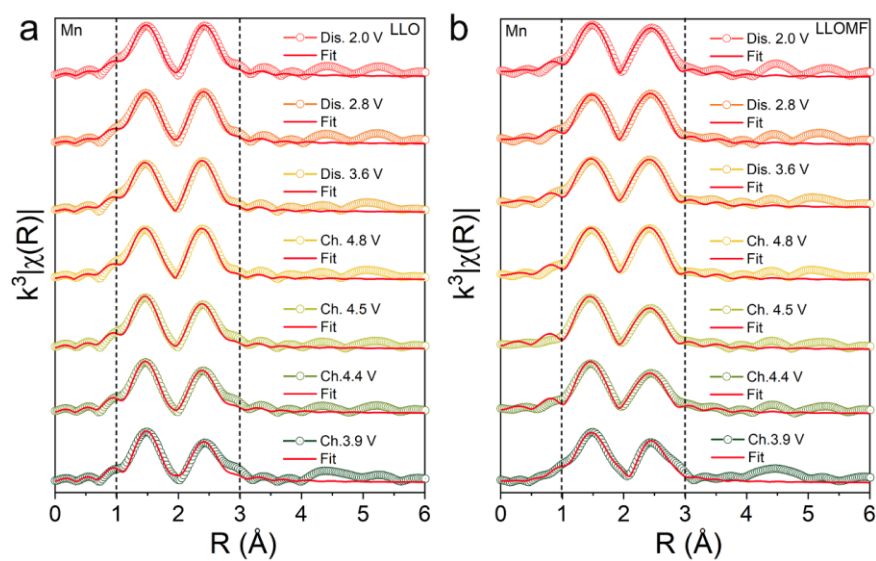 a
Mn
LLO
Dis. 2.0 V
Fit
Dis. 2.8 V
Fit
Dis. 3.6 V
Fit
Ch. 4.8 V
Fit
Ch. 4.5 V
Fit
Ch.4.4 V
Fit
Ch.3.9 V
Fit
k³|χ(R)|
0 1 2 3 4 5 6
R (Å)
b
Mn
LLOMF
Dis. 2.0 V
Fit
Dis. 2.8 V
Fit
Dis. 3.6 V
Fit
Ch. 4.8 V
Fit
Ch. 4.5 V
Fit
Ch.4.4 V
Fit
Ch.3.9 V
Fit
k³|χ(R)|
0 1 2 3 4 5 6
R (Å)